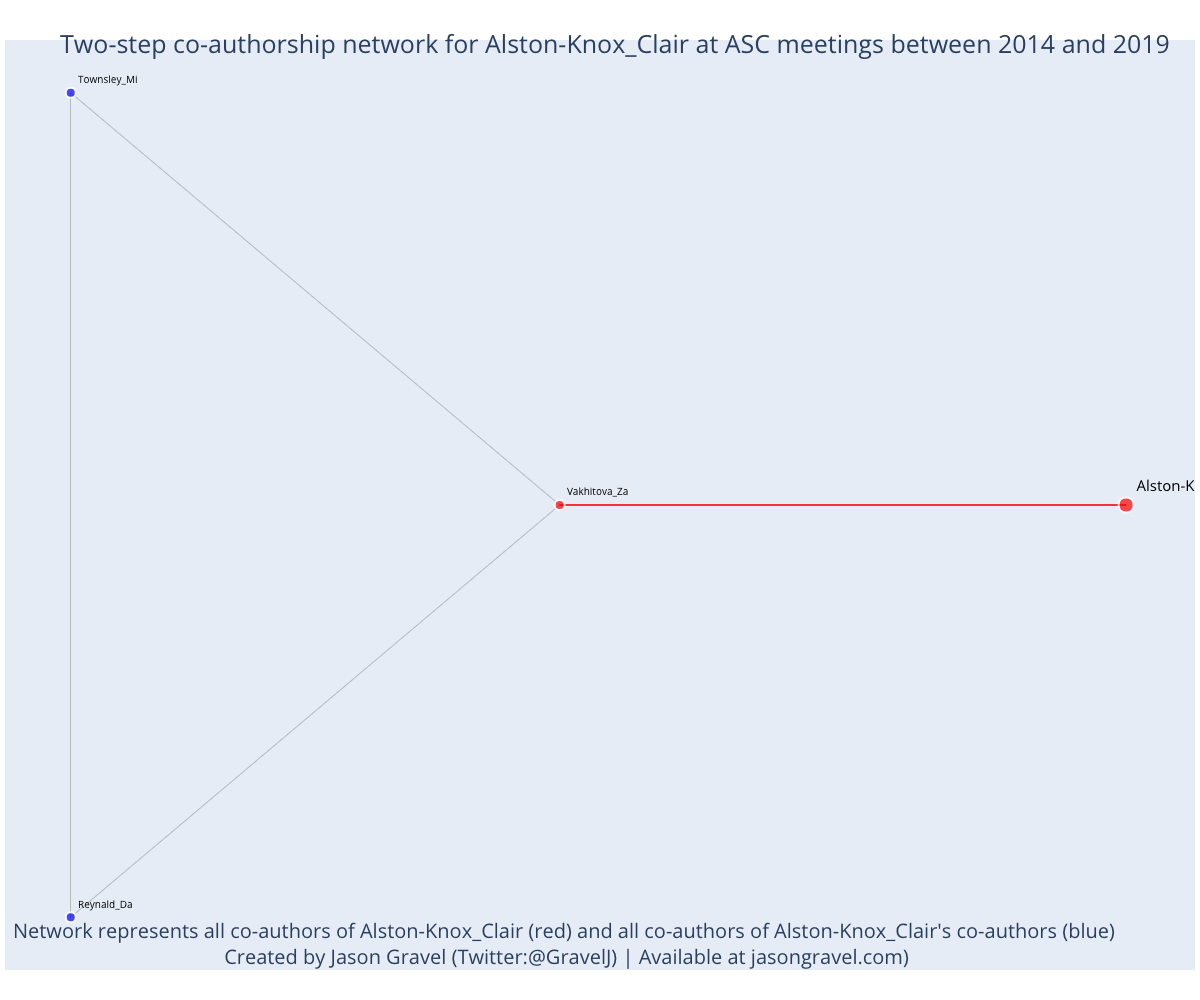 Two-step co-authorship network for Alston-Knox_Clair at ASC meetings between 2014 and 2019
Townsley_Mi
Vakhitova_Za
Alston-K
Reynald_Da
Network represents all co-authors of Alston-Knox_Clair (red) and all co-authors of Alston-Knox_Clair's co-authors (blue)
Created by Jason Gravel (Twitter:@GravelJ) | Available at jasongravel.com)